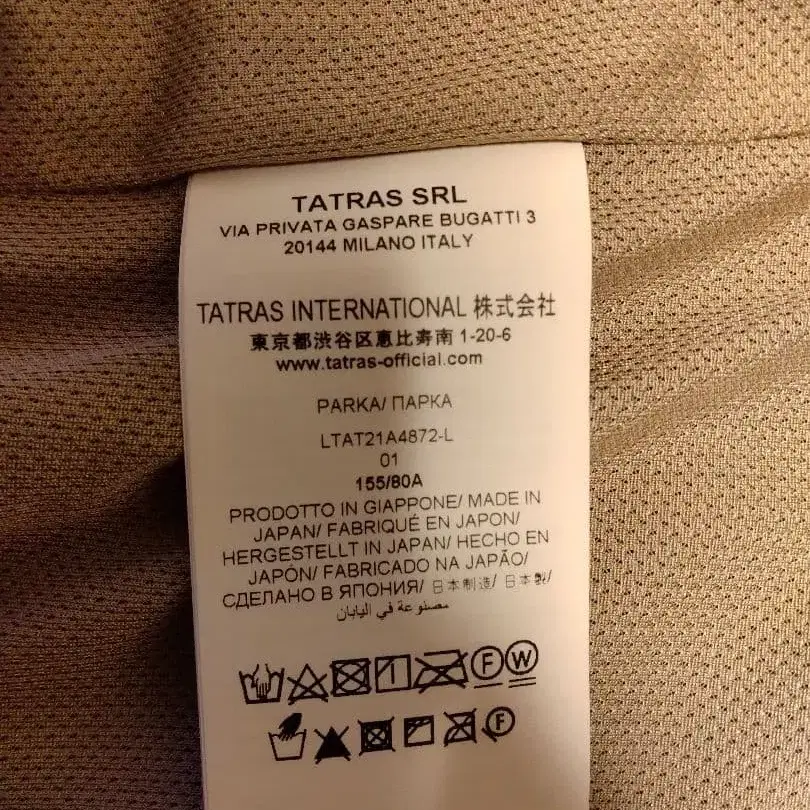 TATRAS SRL
VIA PRIVATA GASPARE BUGATTI 3
20144 MILANO ITALY
TATRAS INTERNATIONAL 株式会社
東京都渋谷区恵比寿南 1-20-6
www.tatras-official.com
PARKA/ ПАРКА
LTAT21A4872-L
01
155/80A
PRODOTTO IN GIAPPONE/ MADE IN
JAPAN/ FABRIQUÉ EN JAPON/
HERGESTELLT IN JAPAN/ HECHO EN
JAPÓN/ FABRICADO NA JAPÃO/
СДЕЛАНО В ЯПОНИЯ/ 日本制造/ 日本製/
مصنوعة في اليابان
F W
F